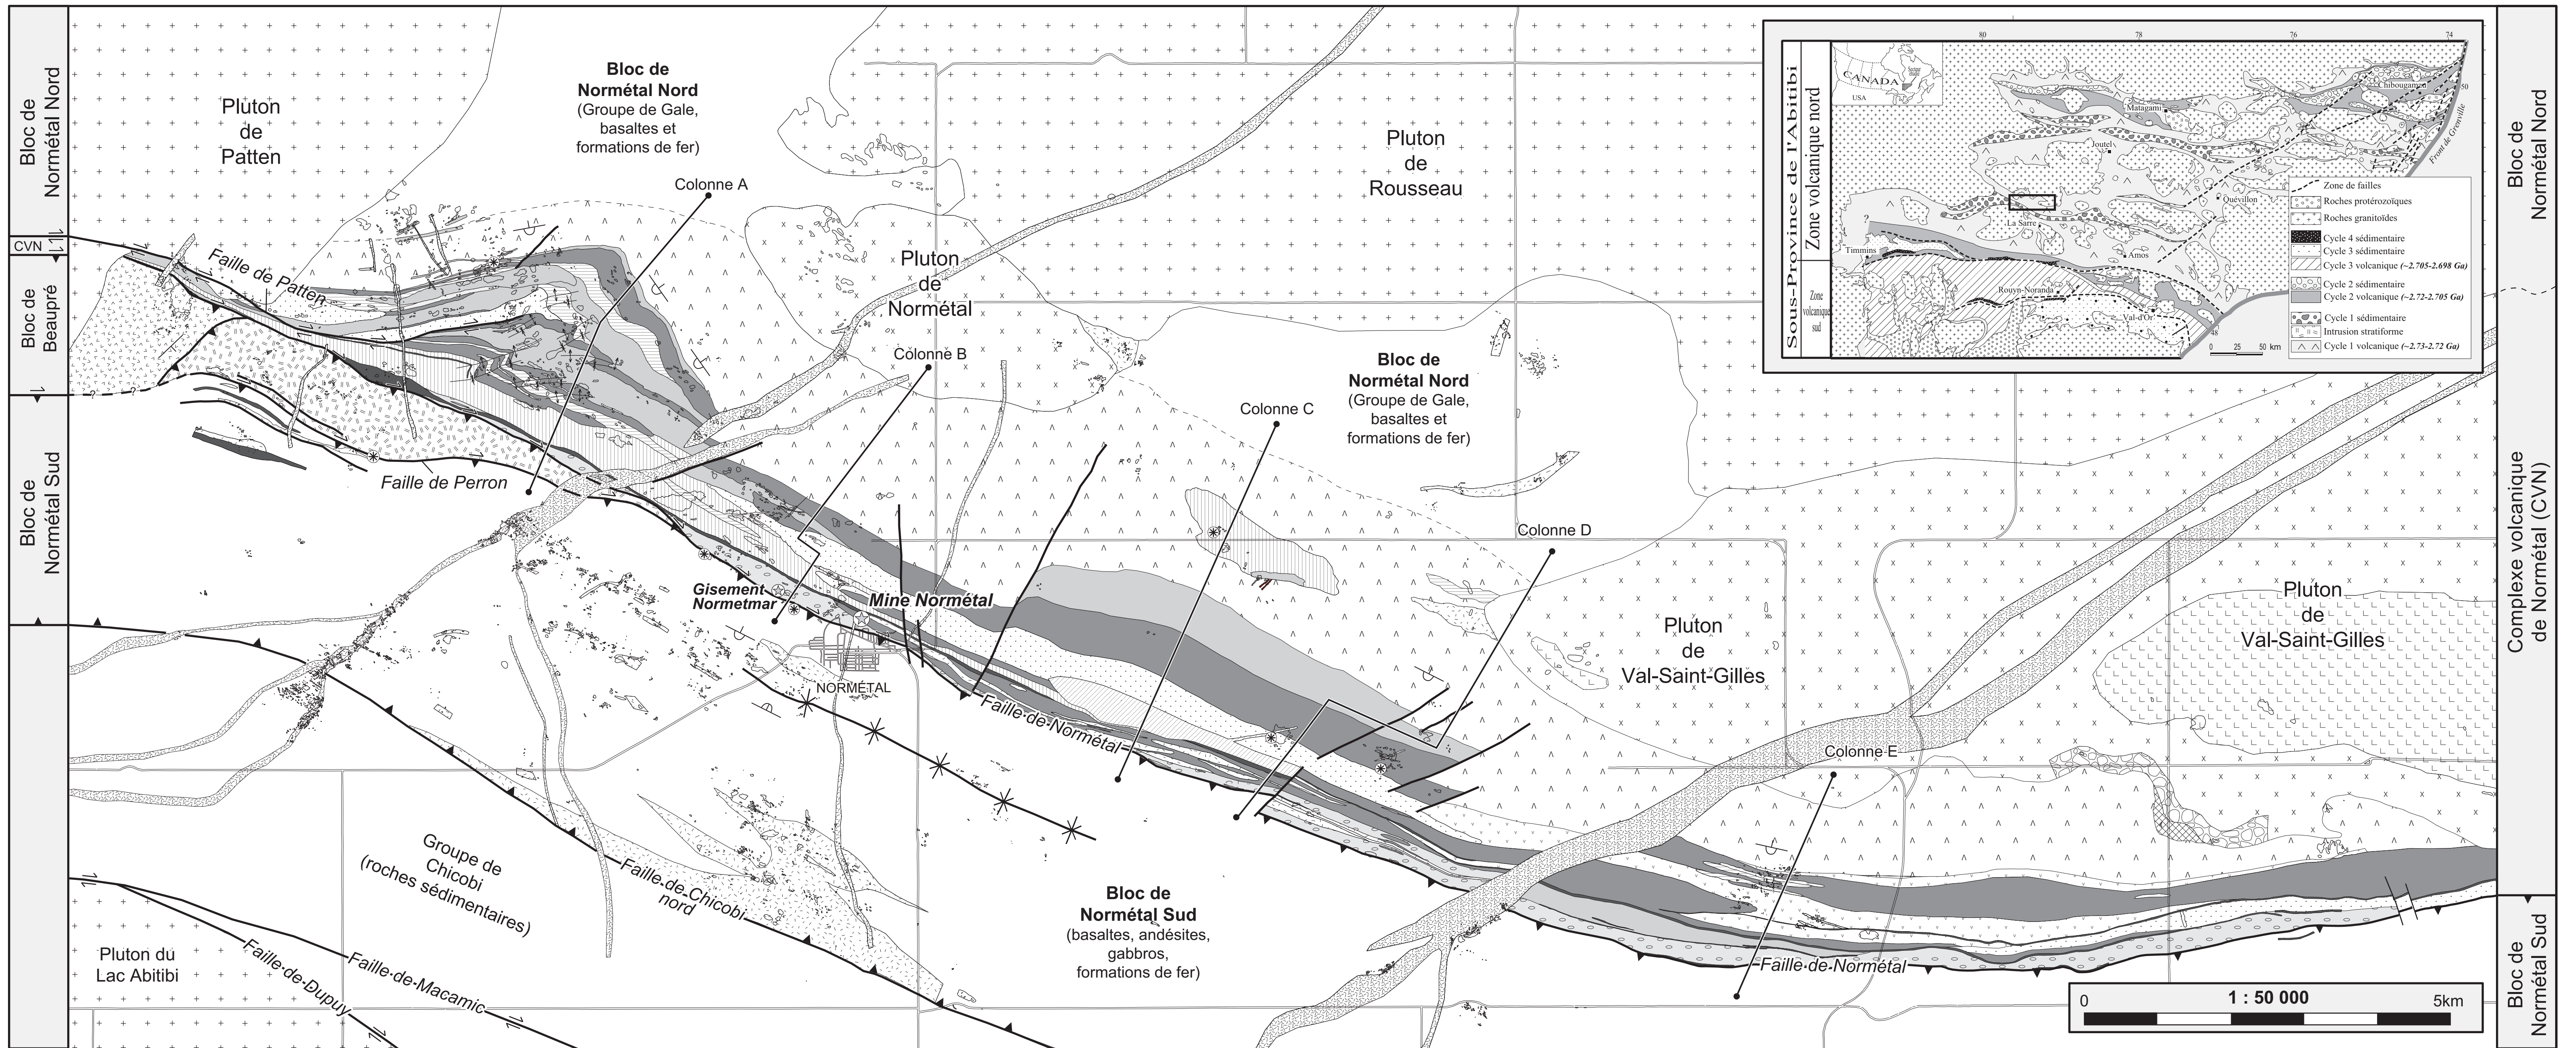 Bloc de
Normétal Nord
CVN
Bloc de
Beaupré
Bloc de
Normétal Sud
Pluton
de
Patten
Bloc de
Normétal Nord
(Groupe de Gale,
basaltes et
formations de fer)
Colonne A
Faille de Patten
Pluton
de
Normétal
Colonne B
Pluton
de
Rousseau
Bloc de
Normétal Nord
(Groupe de Gale,
basaltes et
formations de fer)
Colonne C
Colonne D
Faille de Perron
?
?
Gisement
Normetmar
Mine Normétal
NORMÉTAL
Faille de Normétal
Pluton
de
Val-Saint-Gilles
Pluton
de
Val-Saint-Gilles
Colonne E
Groupe de
Chicobi
(roches sédimentaires)
Faille de Chicobi
nord
Bloc de
Normétal Sud
(basaltes, andésites,
gabbros,
formations de fer)
Pluton du
Lac Abitibi
Faille de Dupuy
Faille de Macamic
Faille de Normétal
0
1 : 50 000
5km
Bloc de
Normétal Nord
Complexe volcanique
de Normétal (CVN)
Bloc de
Normétal Sud
Sous-Province de l'Abitibi
Zone volcanique nord
Zone
volcanique
sud
80
78
76
74
CANADA
USA
Matagami
Chibougamau
50
Joutel
Front de Grenville
Quévillon
?
La Sarre
Timmins
Amos
Rouyn-Noranda
Val-d'Or
48
0 25 50 km
Zone de failles
Roches protérozoïques
Roches granitoïdes
Cycle 4 sédimentaire
Cycle 3 sédimentaire
Cycle 3 volcanique (~2.705-2.698 Ga)
Cycle 2 sédimentaire
Cycle 2 volcanique (~2.72-2.705 Ga)
Cycle 1 sédimentaire
Intrusion stratiforme
Cycle 1 volcanique (~2.73-2.72 Ga)